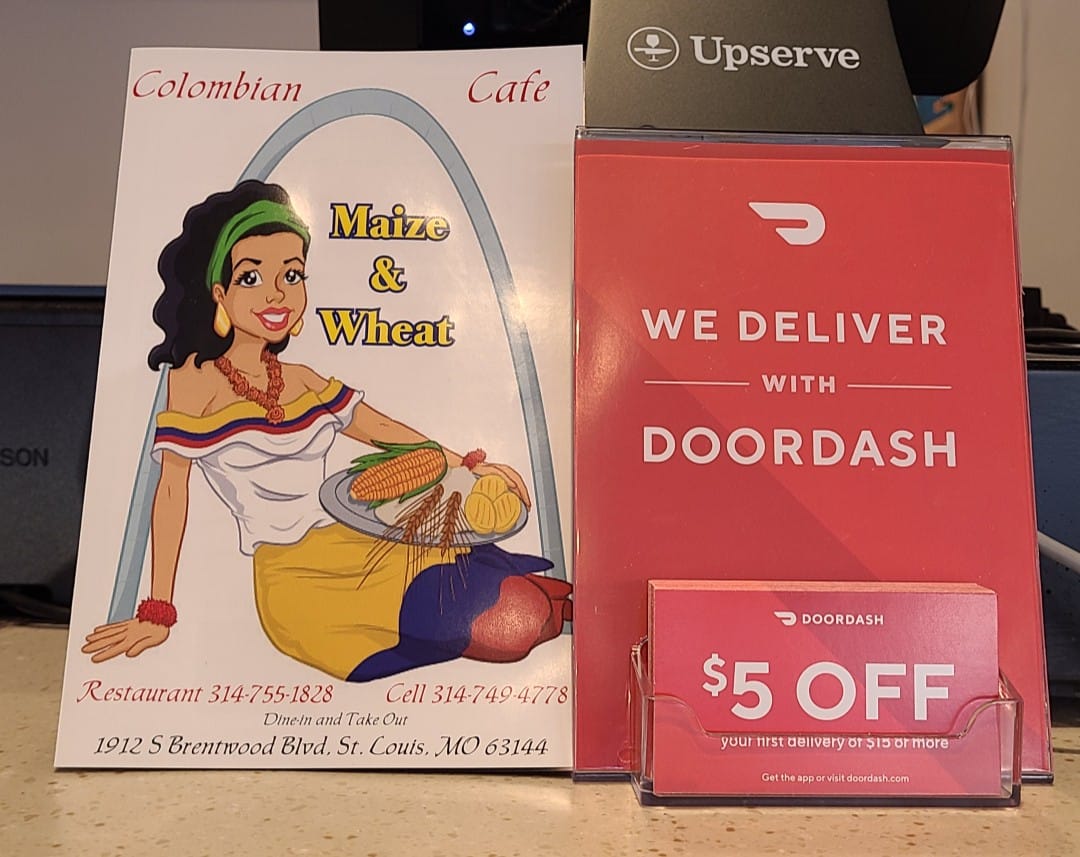 Upserve
Colombian Cafe
Maize
&
Wheat
Restaurant 314-755-1828 Cell 314-749-4778
Dine-in and Take Out
1912 S Brentwood Blvd. St. Louis, MO 63144
WE DELIVER
WITH
DOORDASH
DOORDASH
$5 OFF
your first delivery of $15 or more
Get the app or visit doordash.com
SON